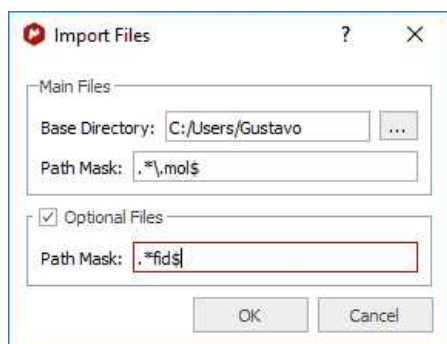 Import Files ? X
Main Files
Base Directory: C:/Users/Gustavo ...
Path Mask: .*\.mol$
Optional Files
Path Mask: .*fid$
OK Cancel